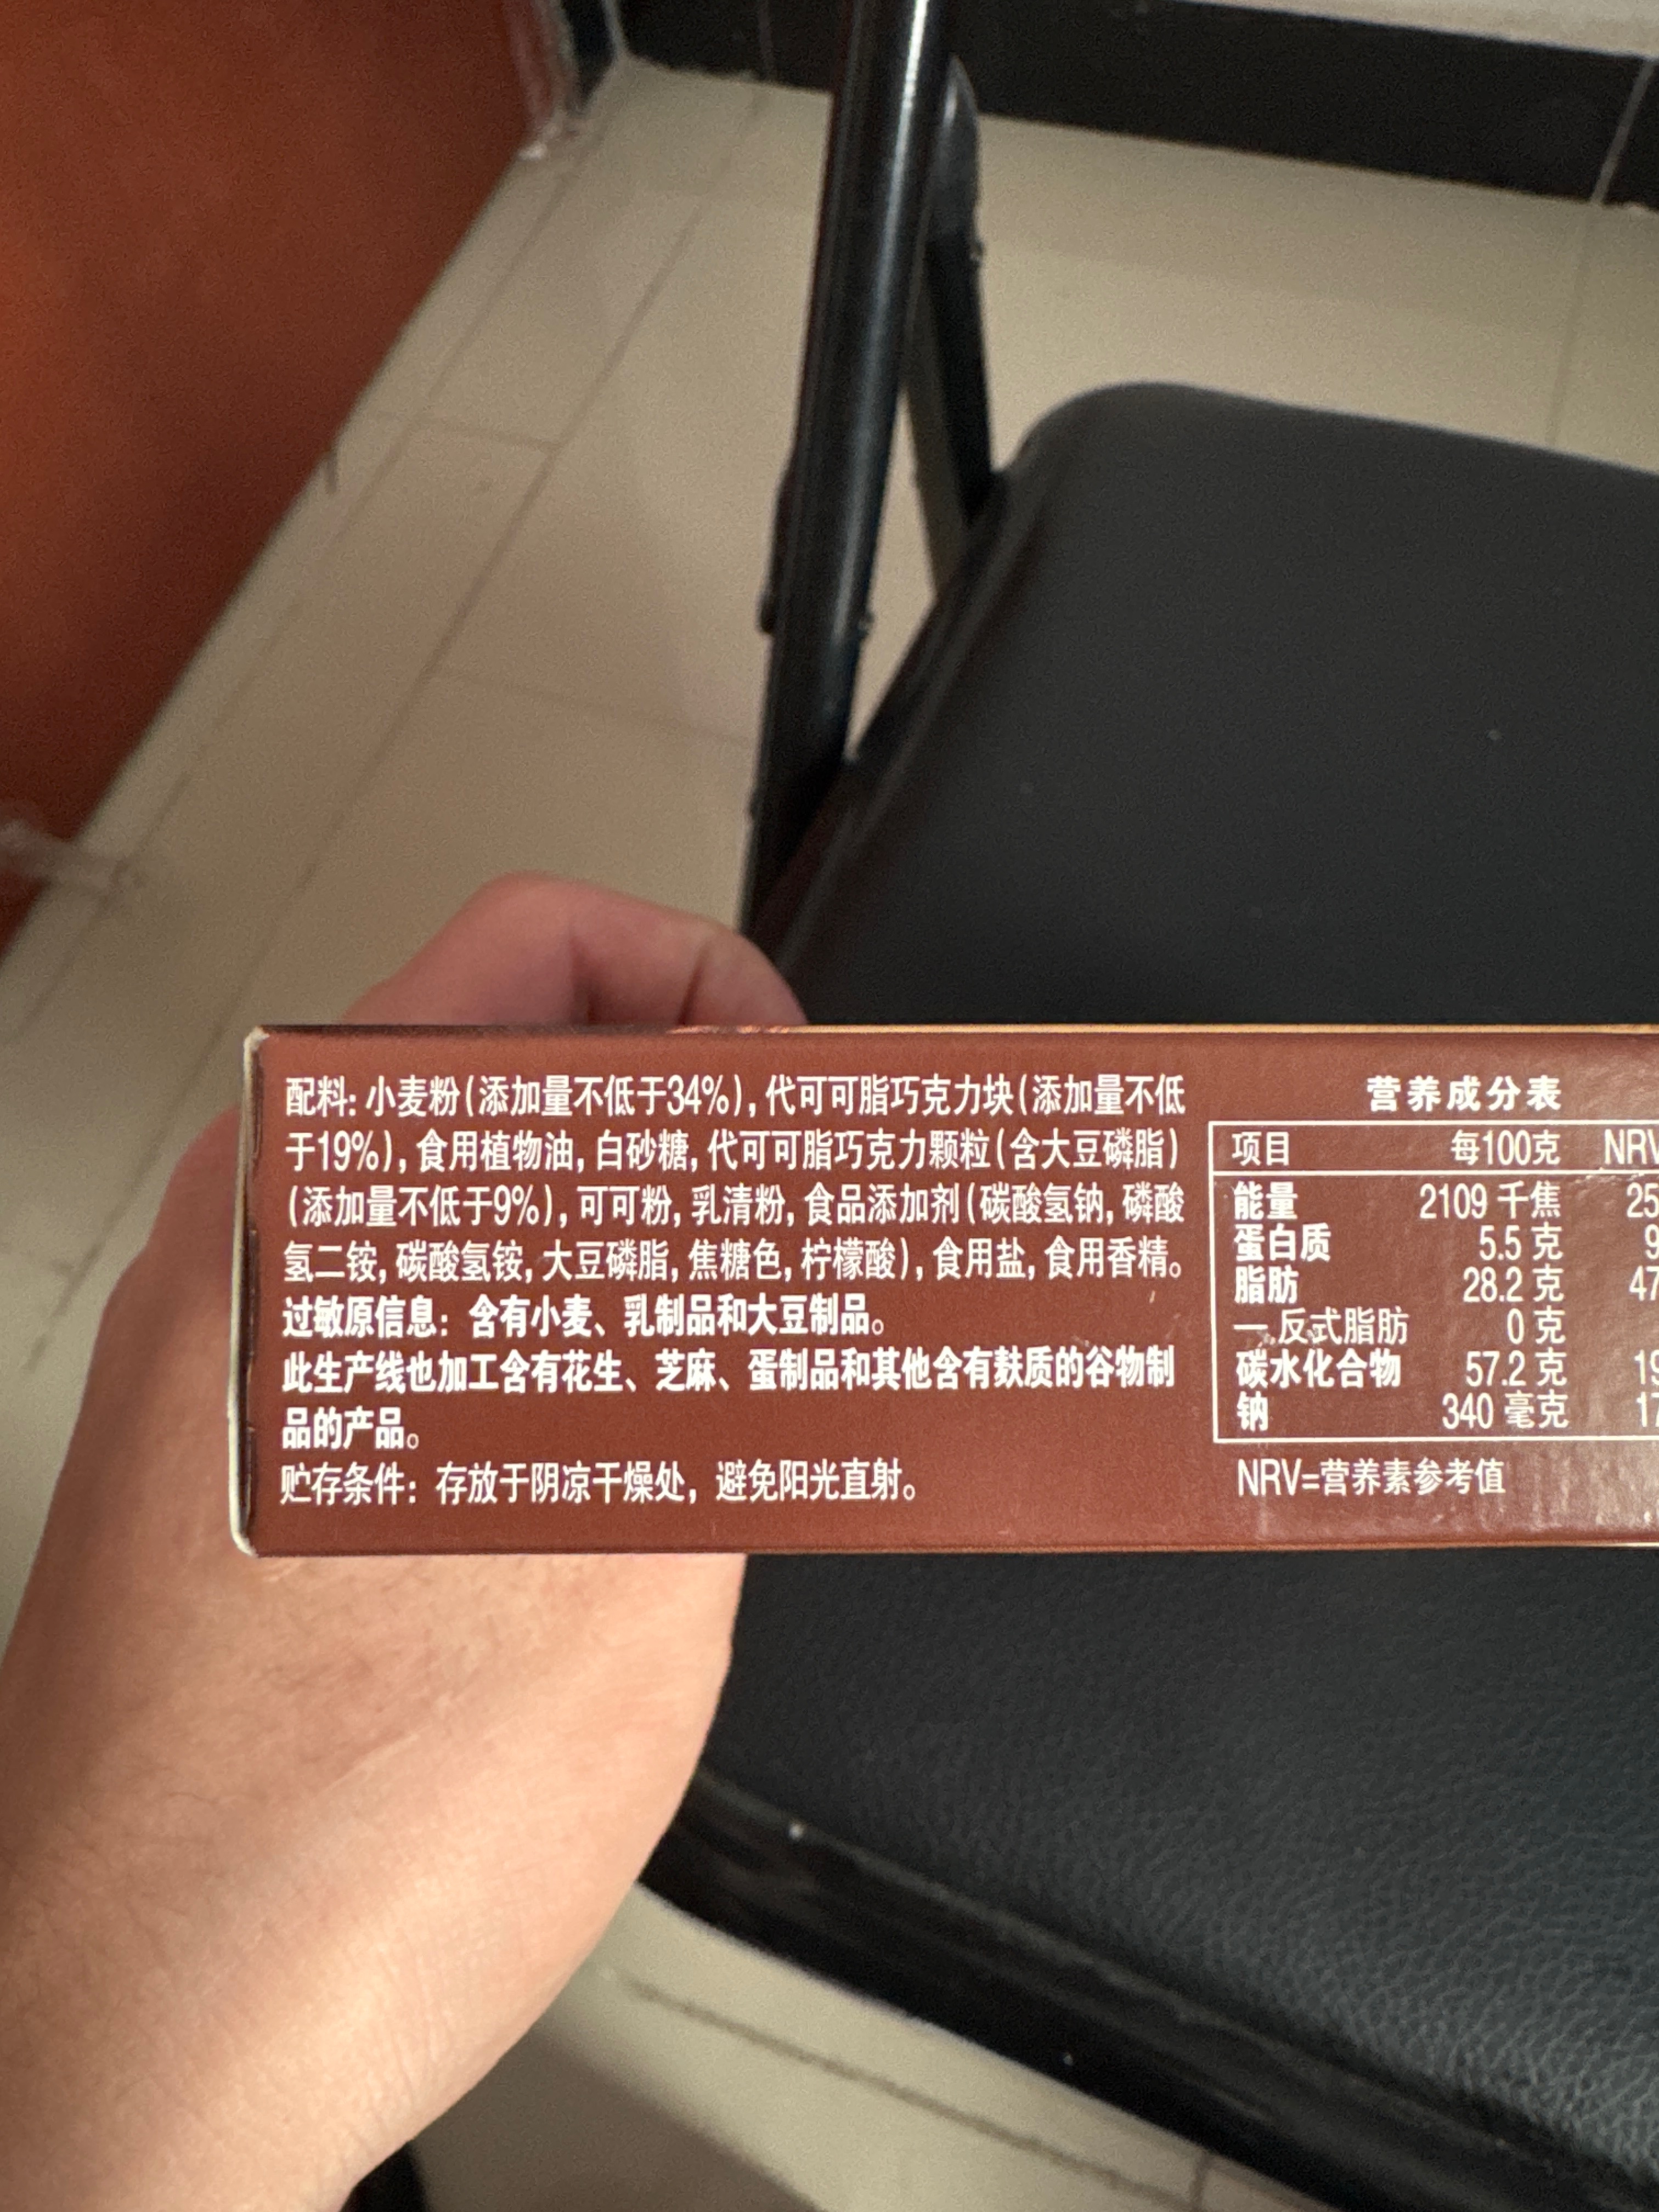 配料: 小麦粉(添加量不低于34%), 代可可脂巧克力块(添加量不低
于19%), 食用植物油, 白砂糖, 代可可脂巧克力颗粒(含大豆磷脂)
(添加量不低于9%), 可可粉, 乳清粉, 食品添加剂(碳酸氢钠, 磷酸
氢二铵, 碳酸氢铵, 大豆磷脂, 焦糖色, 柠檬酸), 食用盐, 食用香精。
过敏原信息: 含有小麦、乳制品和大豆制品。
此生产线也加工含有花生、芝麻、蛋制品和其他含有麸质的谷物制
品的产品。
贮存条件: 存放于阴凉干燥处, 避免阳光直射。
营养成分表
项目 每100克 NRV
能量 2109 千焦 25
蛋白质 5.5 克 9
脂肪 28.2 克 47
—反式脂肪 0 克
碳水化合物 57.2 克 19
钠 340 毫克 17
NRV=营养素参考值